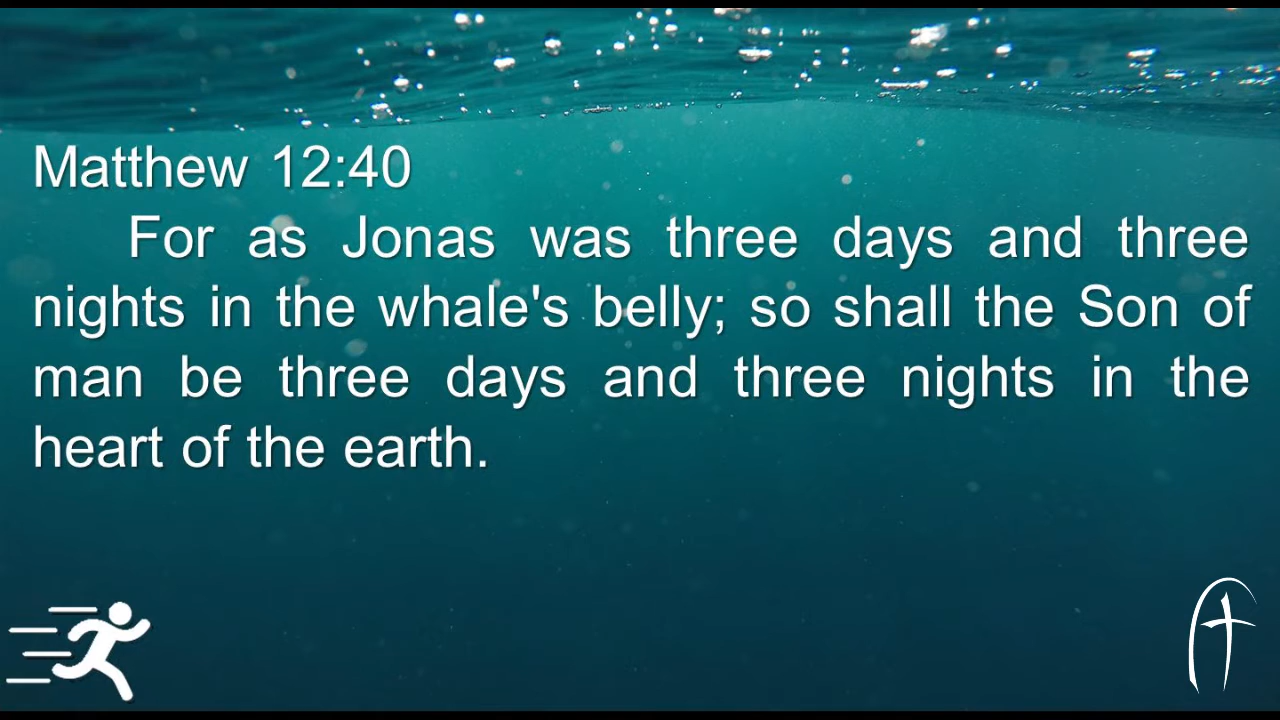 Matthew 12:40
For as Jonas was three days and three
nights in the whale's belly; so shall the Son of
man be three days and three nights in the
heart of the earth.